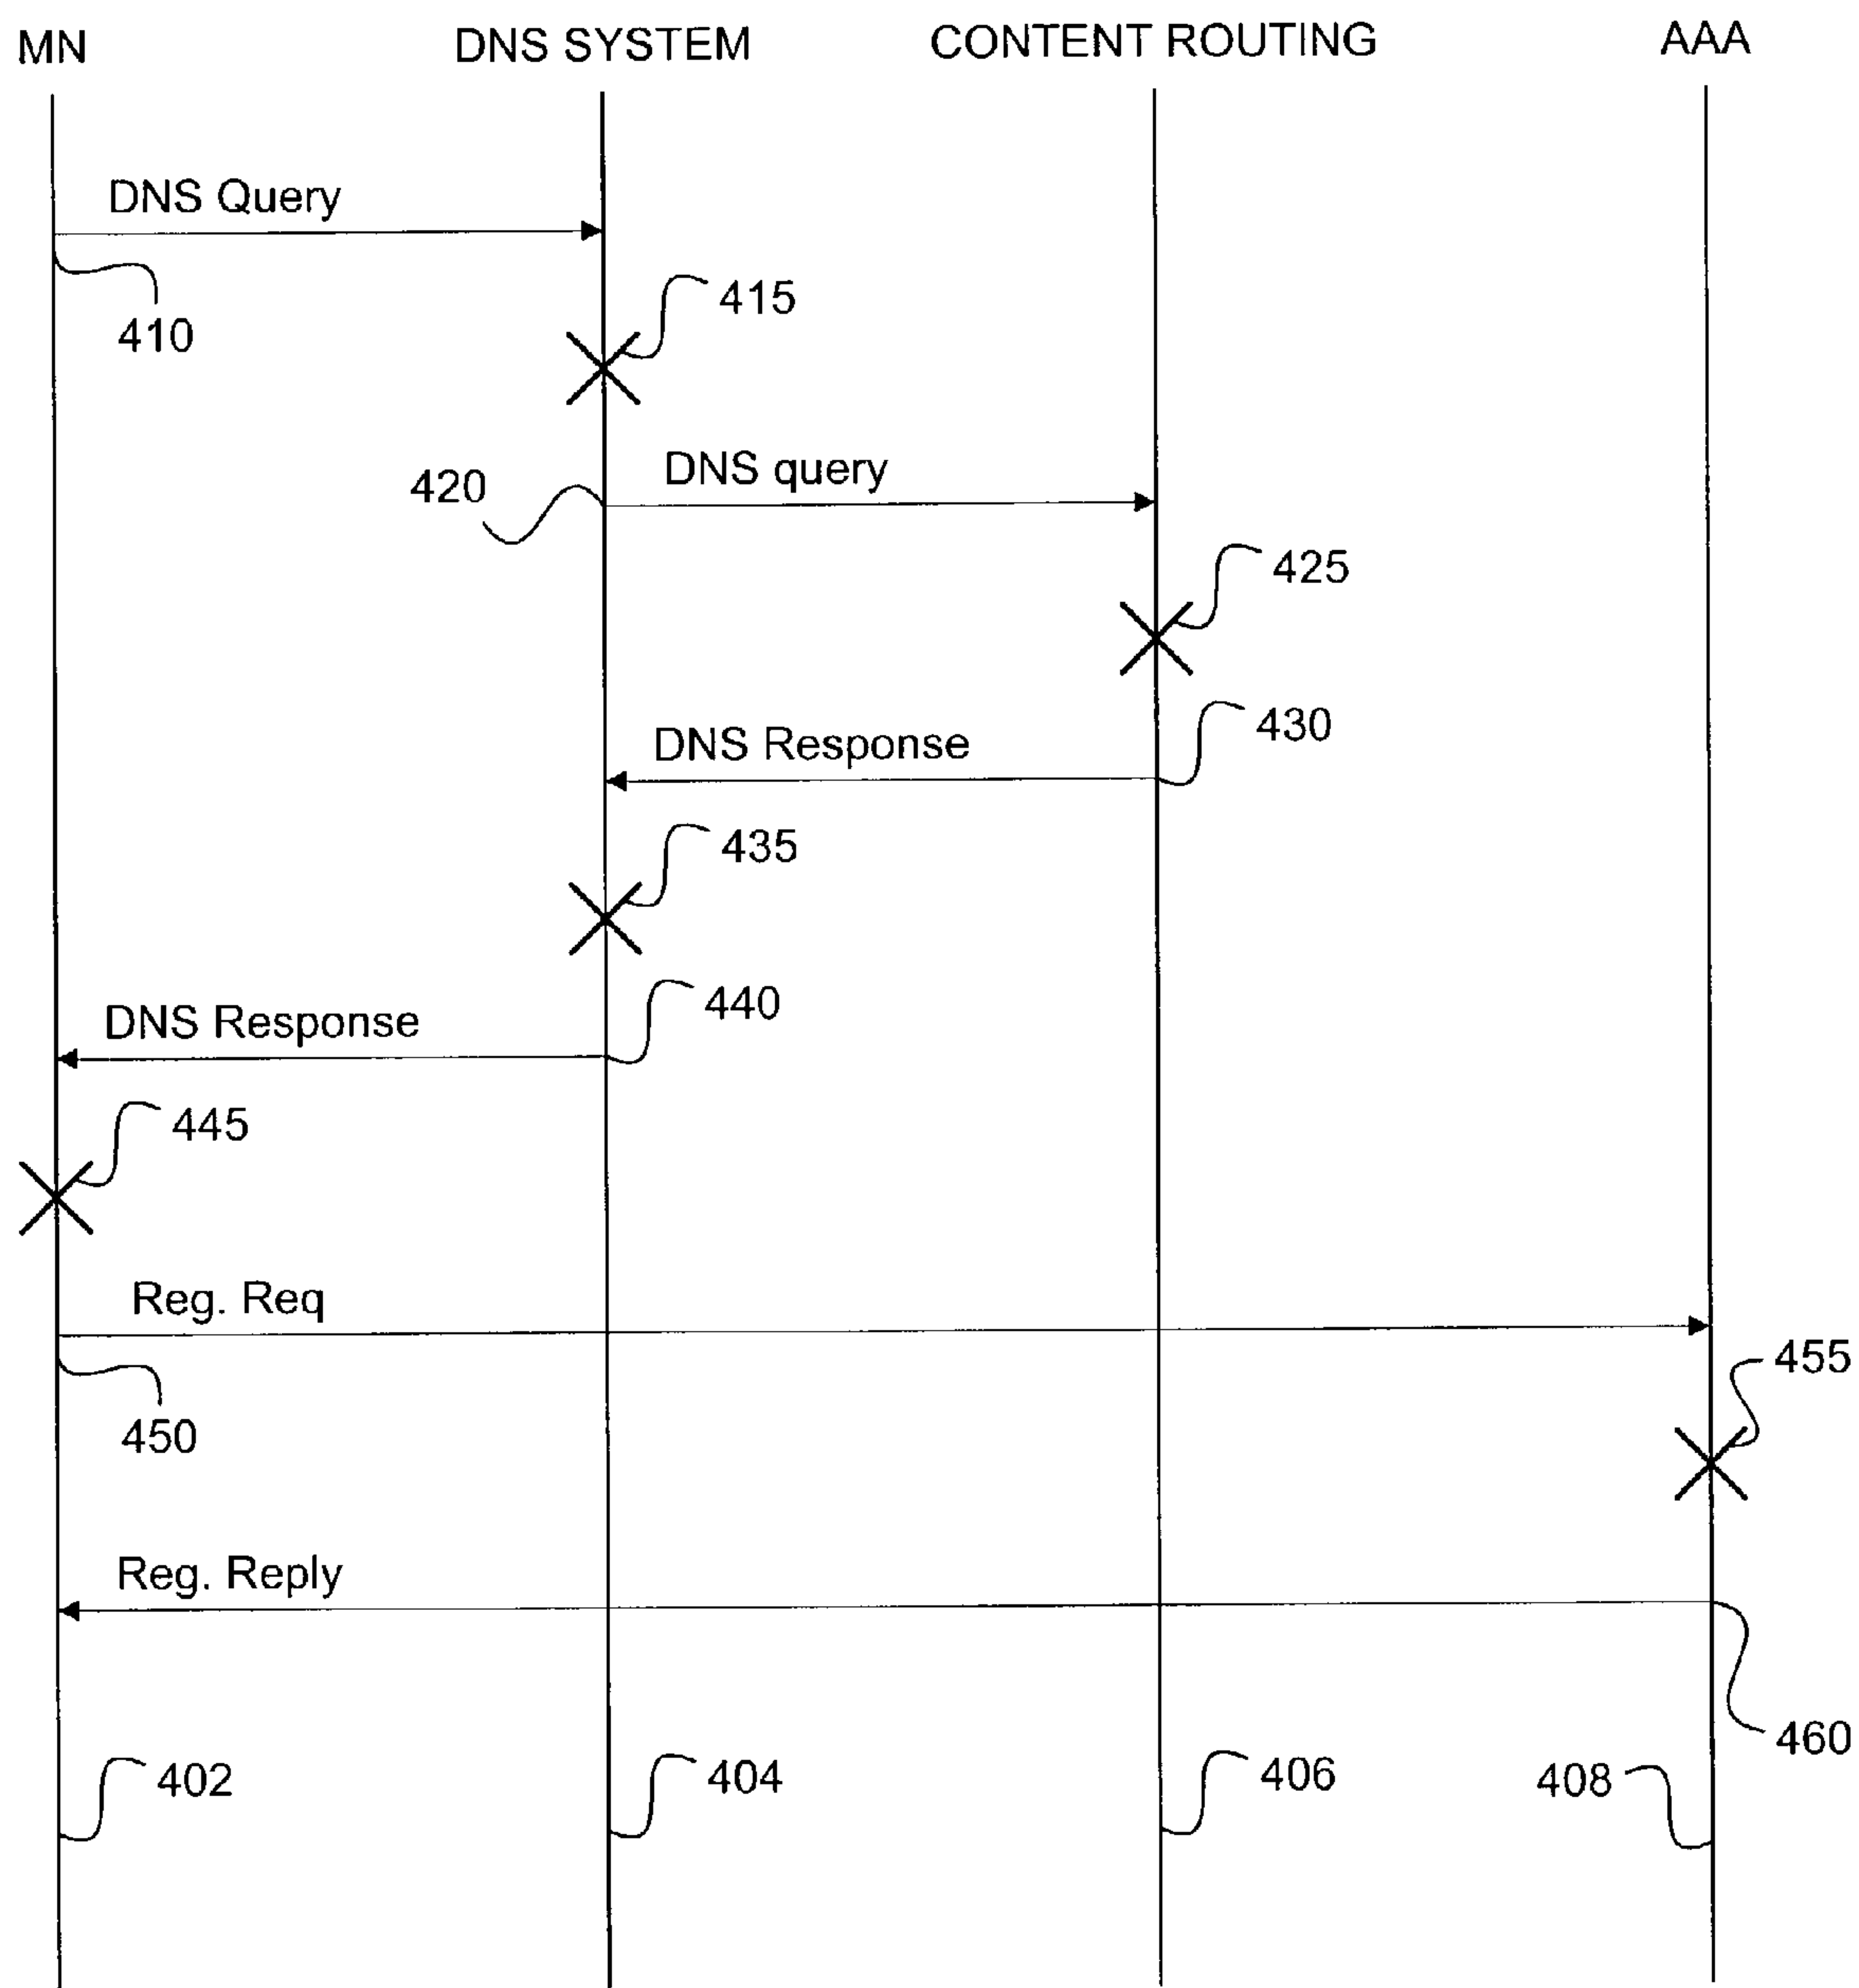 MN DNS SYSTEM CONTENT ROUTING AAA
DNS Query
410
415
420
DNS query
425
DNS Response
430
435
DNS Response
440
445
Reg. Req
450
455
Reg. Reply
460
402
404
406
408